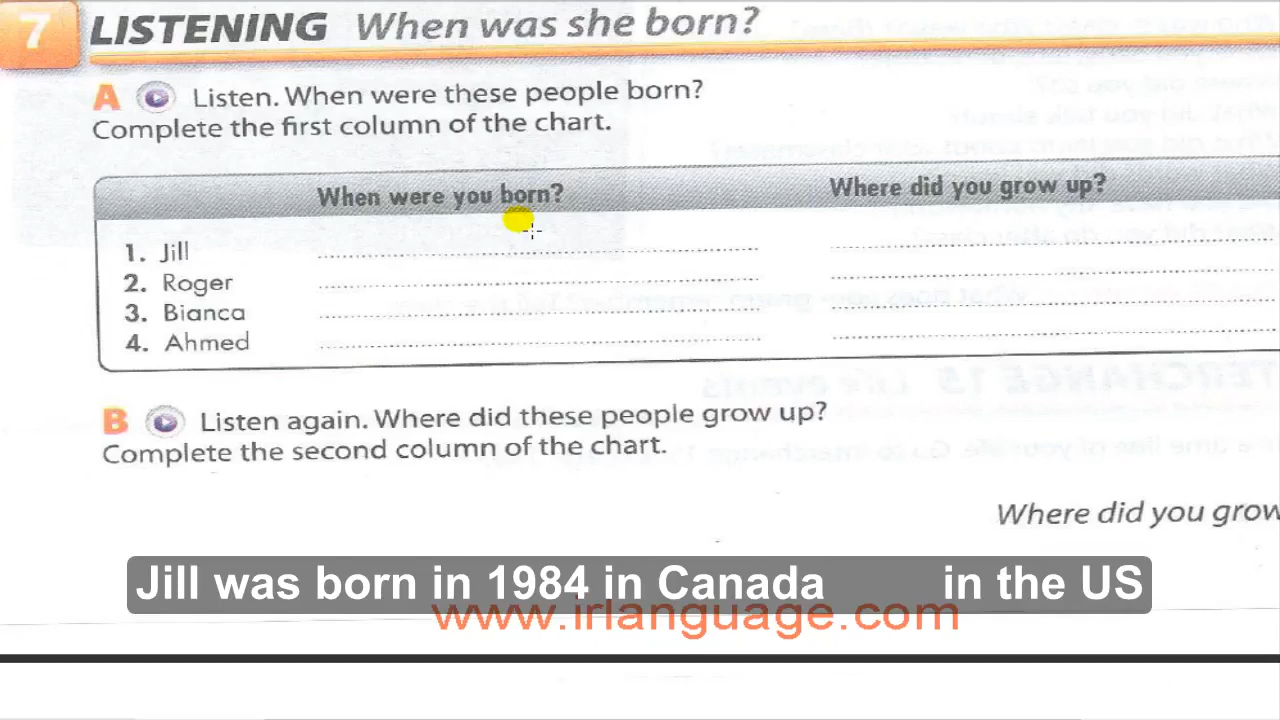 7 LISTENING When was she born?
A Listen. When were these people born?
Complete the first column of the chart.
When were you born? Where did you grow up?
1. Jill
2. Roger
3. Bianca
4. Ahmed
B Listen again. Where did these people grow up?
Complete the second column of the chart.
Where did you grow
Jill was born in 1984 in Canada in the US
www.irlanguage.com